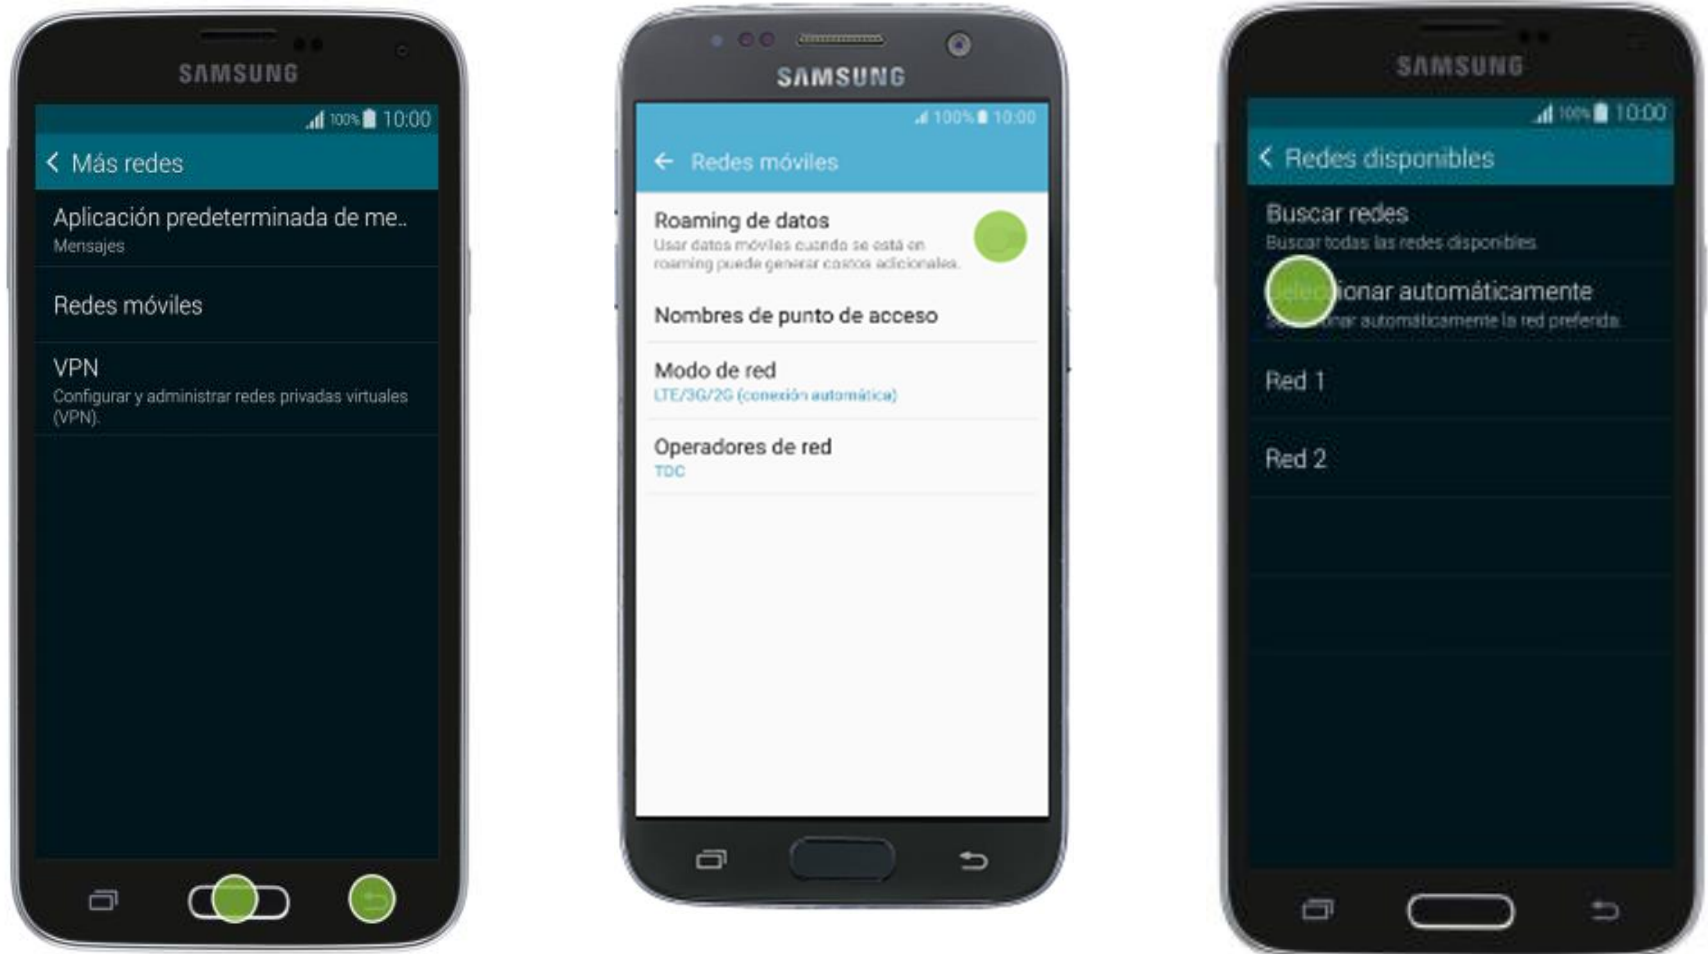 SAMSUNG
100% 10:00
Más redes
Aplicación predeterminada de me..
Mensajes
Redes móviles
VPN
Configurar y administrar redes privadas virtuales
(VPN).
SAMSUNG
100% 10:00
Redes móviles
Roaming de datos
Usar datos móviles cuando se está en
roaming puede generar costos adicionales.
Nombres de punto de acceso
Modo de red
LTE/3G/2G (conexión automática)
Operadores de red
TDC
SAMSUNG
100% 10:00
Redes disponibles
Buscar redes
Buscar todas las redes disponibles
automáticamente
automáticamente la red preferida.
Red 1
Red 2